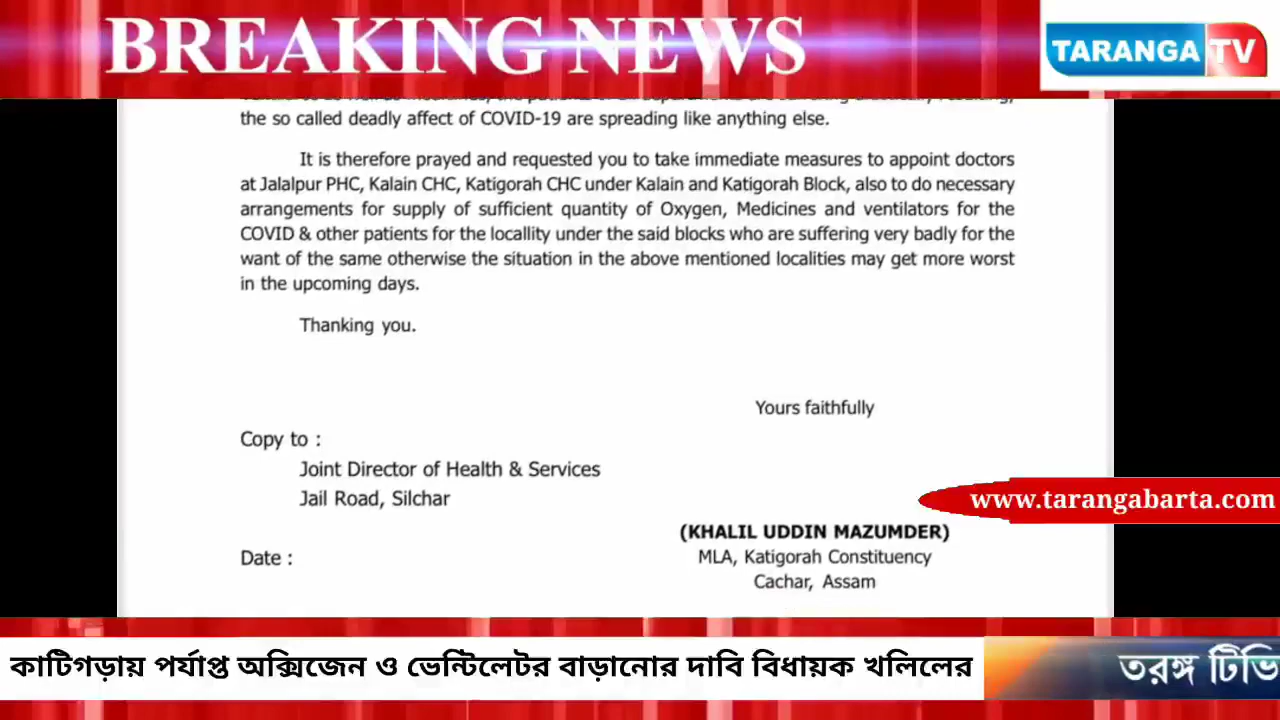 BREAKING NEWS
TARANGA TV
the so called deadly affect of COVID-19 are spreading like anything else.
It is therefore prayed and requested you to take immediate measures to appoint doctors
at Jalalpur PHC, Kalain CHC, Katigorah CHC under Kalain and Katigorah Block, also to do necessary
arrangements for supply of sufficient quantity of Oxygen, Medicines and ventilators for the
COVID & other patients for the locallity under the said blocks who are suffering very badly for the
want of the same otherwise the situation in the above mentioned localities may get more worst
in the upcoming days.
Thanking you.
Yours faithfully
Copy to :
Joint Director of Health & Services
Jail Road, Silchar
www.tarangabarta.com
(KHALIL UDDIN MAZUMDER)
MLA, Katigorah Constituency
Date :
Cachar, Assam
কাটিগড়ায় পর্যাপ্ত অক্সিজেন ও ভেন্টিলেটর বাড়ানোর দাবি বিধায়ক খলিলের
তরঙ্গ টিভি